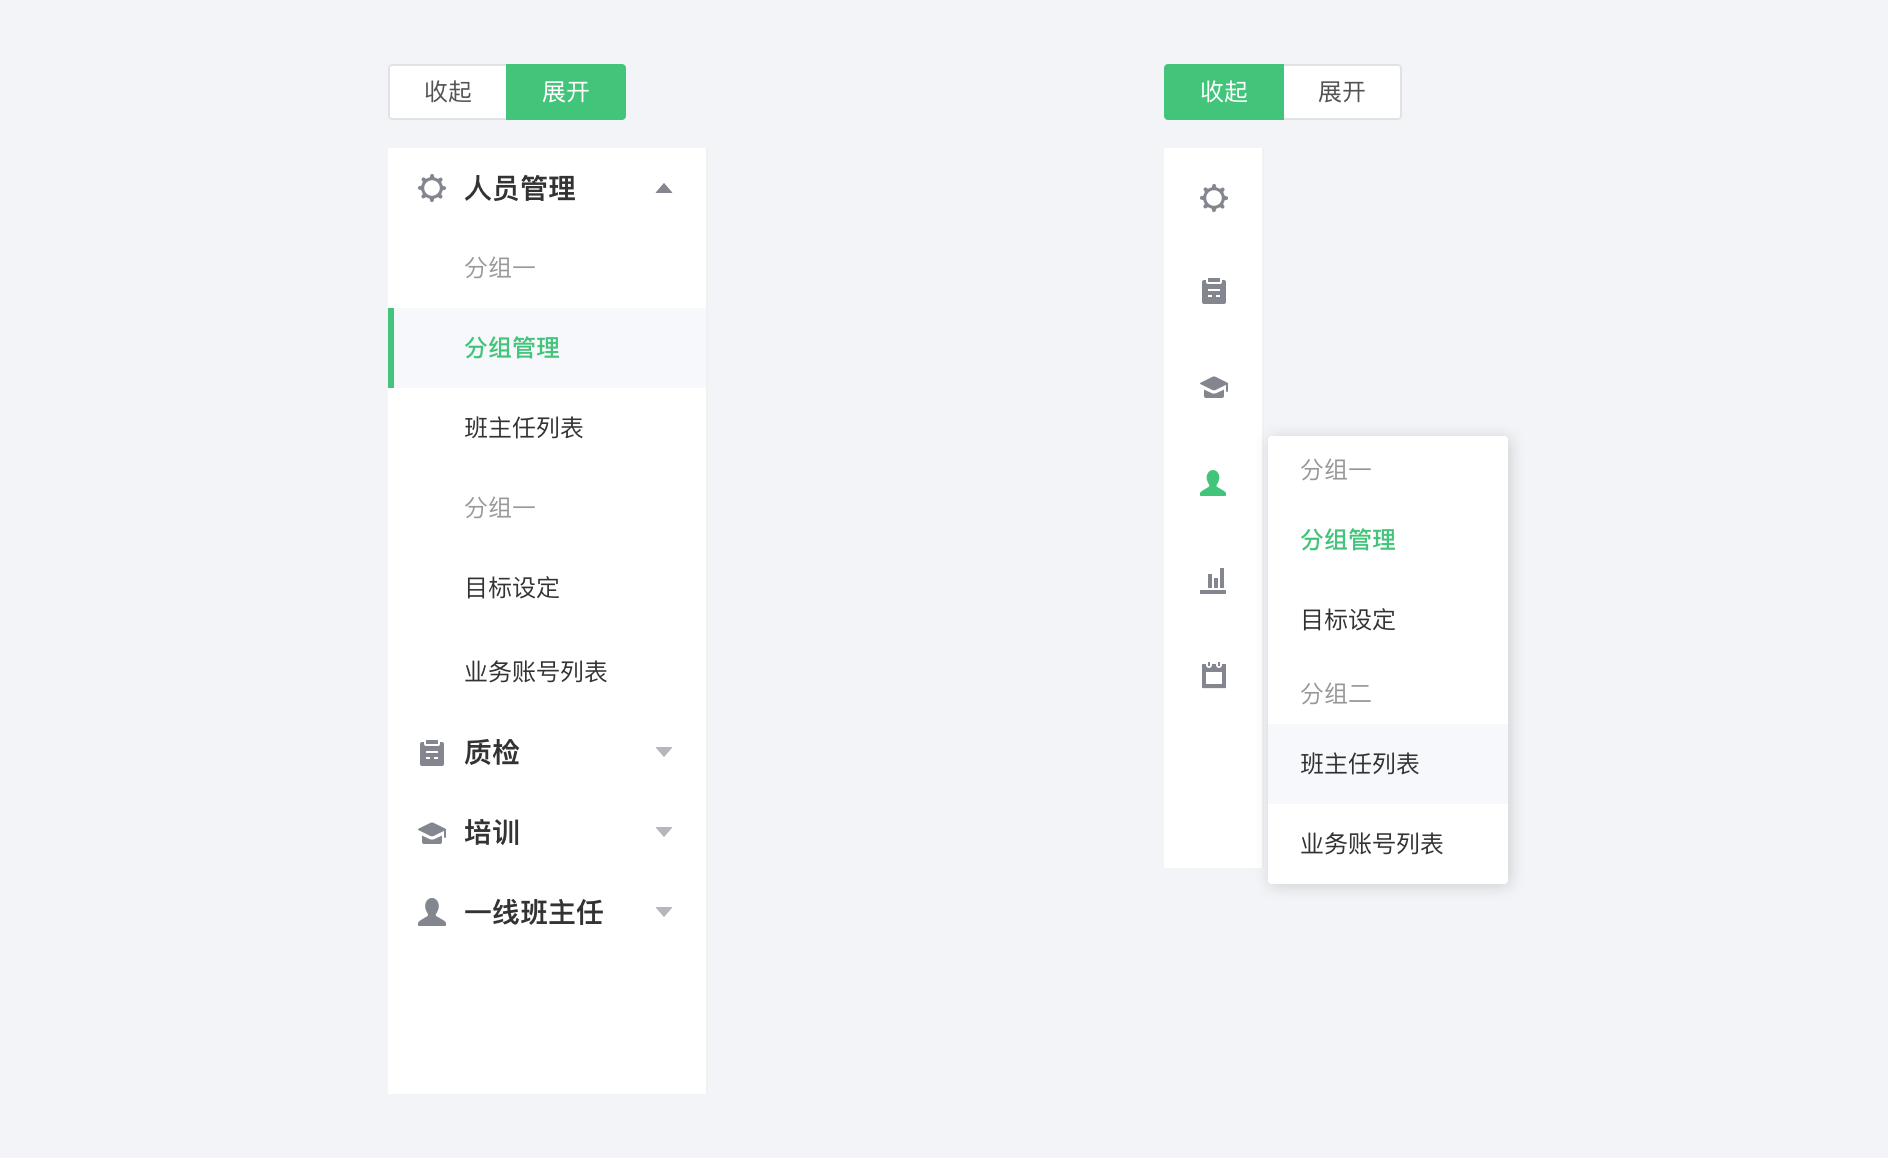 收起 展开
人员管理
分组一
分组管理
班主任列表
分组一
目标设定
业务账号列表
质检
培训
一线班主任
收起 展开
分组一
分组管理
目标设定
分组二
班主任列表
业务账号列表